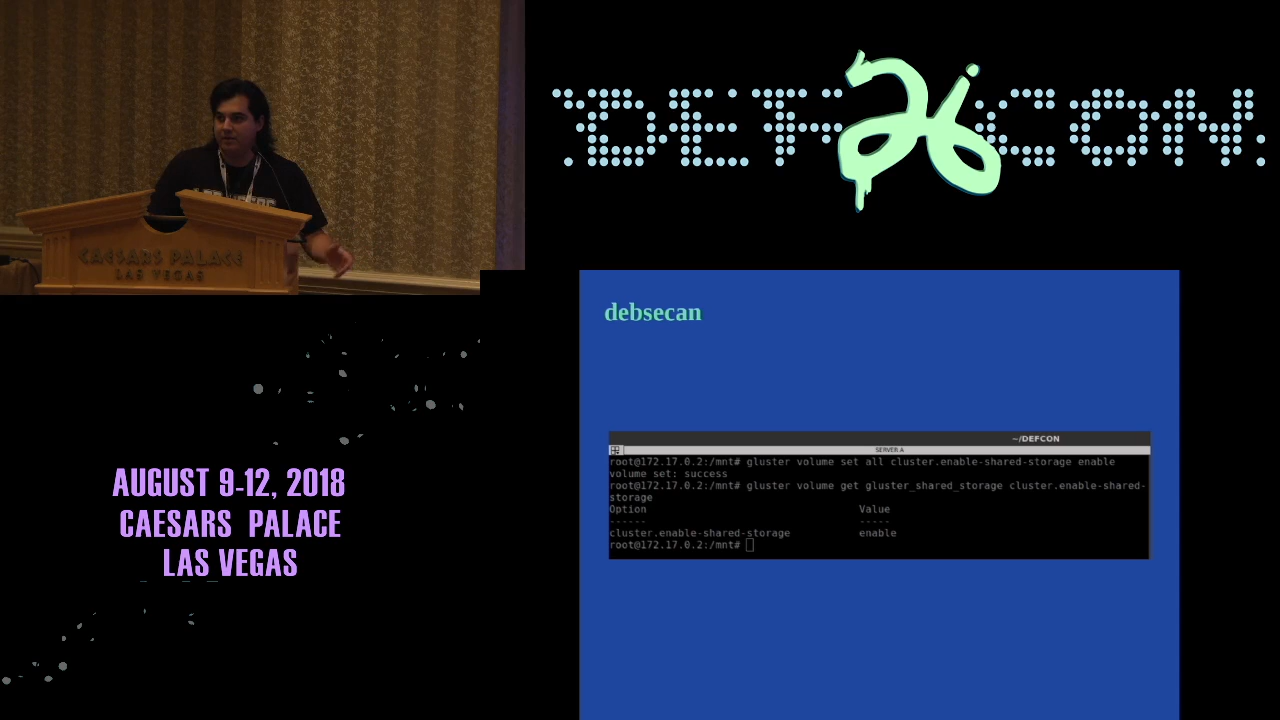 DEF 26 CON.
CAESARS PALACE
LAS VEGAS
debsecan
~/DEFCON
SERVER A
root@172.17.0.2:/mnt# gluster volume set all cluster.enable-shared-storage enable
volume set: success
root@172.17.0.2:/mnt# gluster volume get gluster_shared_storage cluster.enable-shared-
storage
Option Value
------ -----
cluster.enable-shared-storage enable
root@172.17.0.2:/mnt#
AUGUST 9-12, 2018
CAESARS PALACE
LAS VEGAS